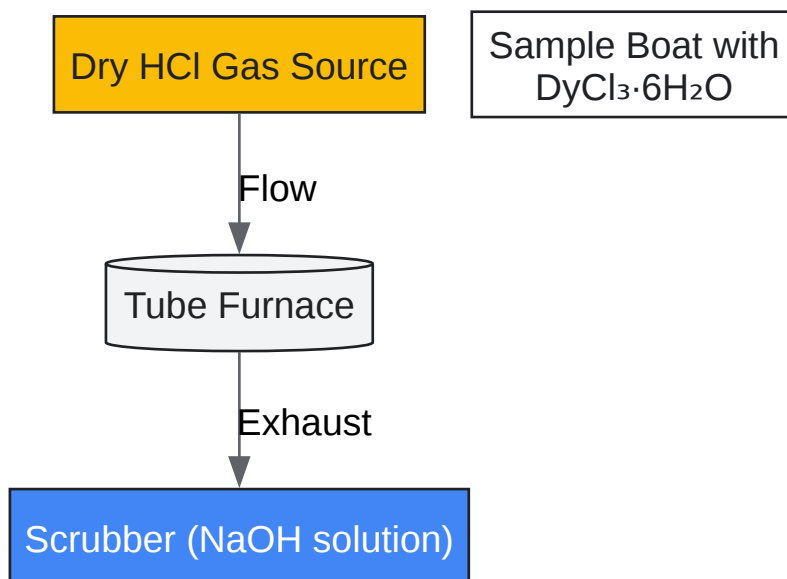 Dry HCl Gas Source
Sample Boat with
DyCl₃·6H₂O
Flow
Tube Furnace
Exhaust
Scrubber (NaOH solution)